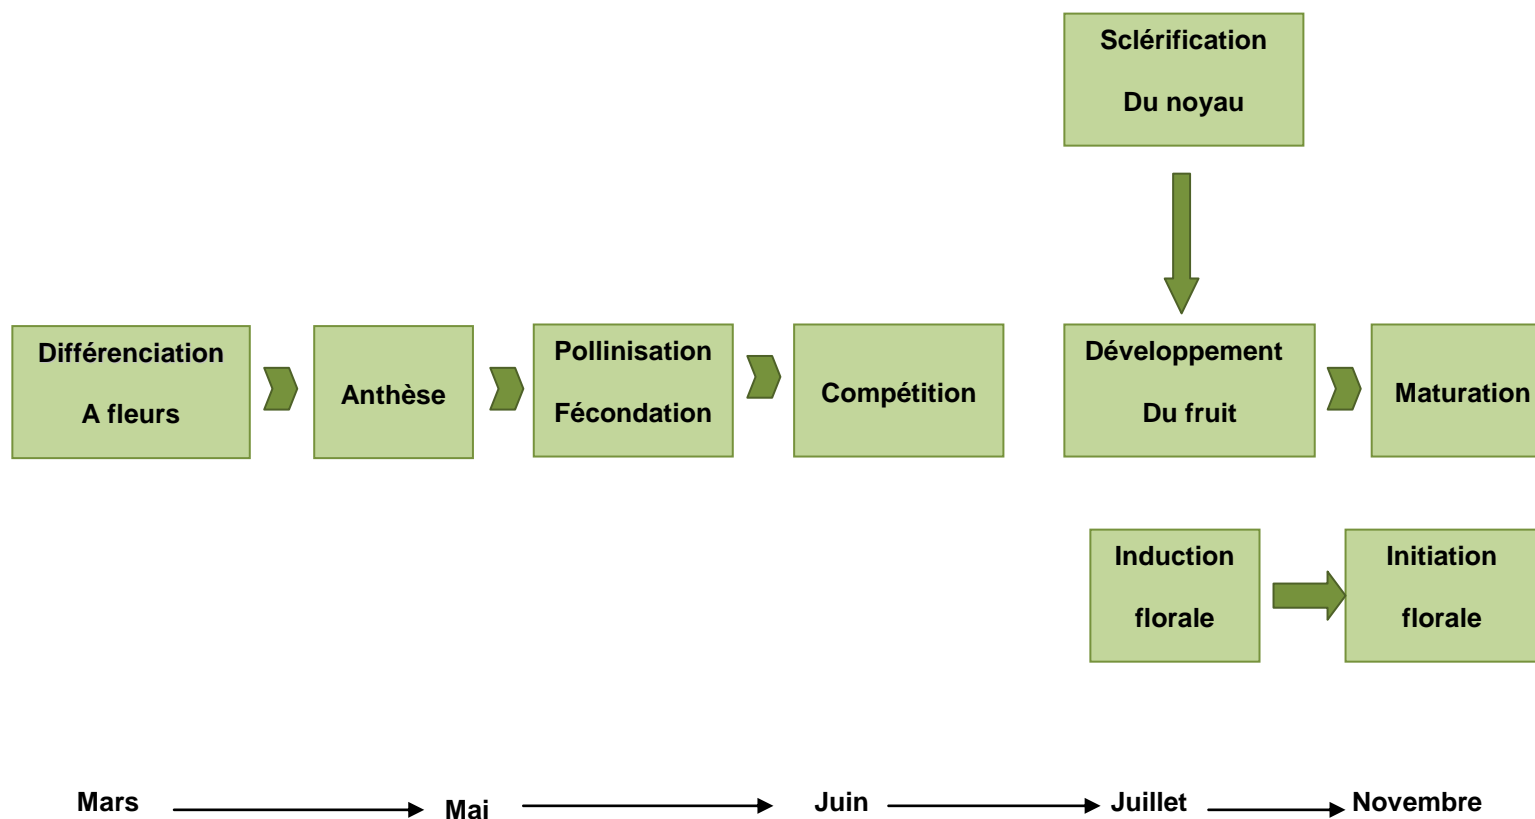 Sclérification
Du noyau
Différenciation
A fleurs
Anthèse
Pollinisation
Fécondation
Compétition
Développement
Du fruit
Maturation
Induction
florale
Initiation
florale
Mars
Mai
Juin
Juillet
Novembre